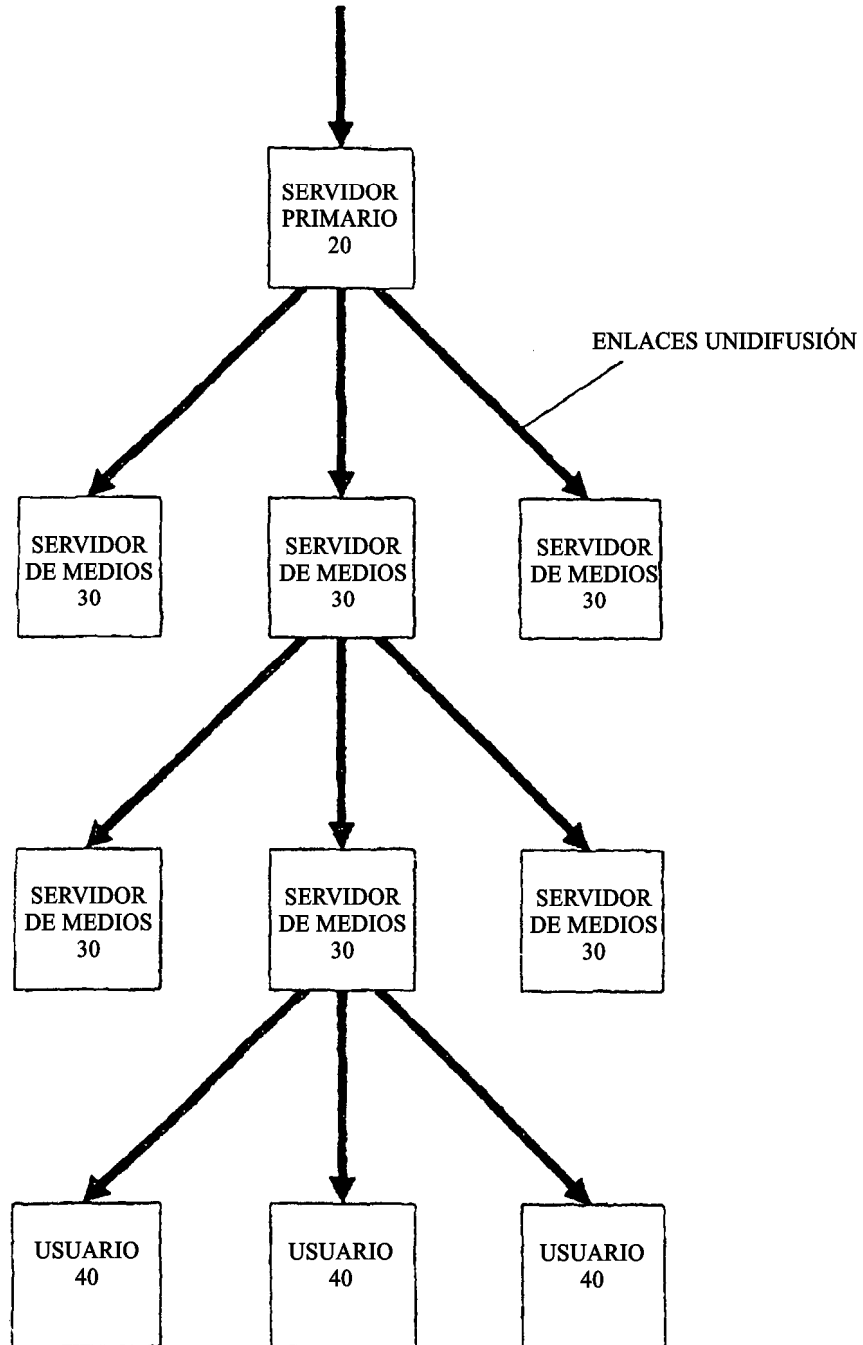 SERVIDOR
PRIMARIO
20
ENLACES UNIDIFUSIÓN
SERVIDOR
DE MEDIOS
30
SERVIDOR
DE MEDIOS
30
SERVIDOR
DE MEDIOS
30
SERVIDOR
DE MEDIOS
30
SERVIDOR
DE MEDIOS
30
SERVIDOR
DE MEDIOS
30
USUARIO
40
USUARIO
40
USUARIO
40